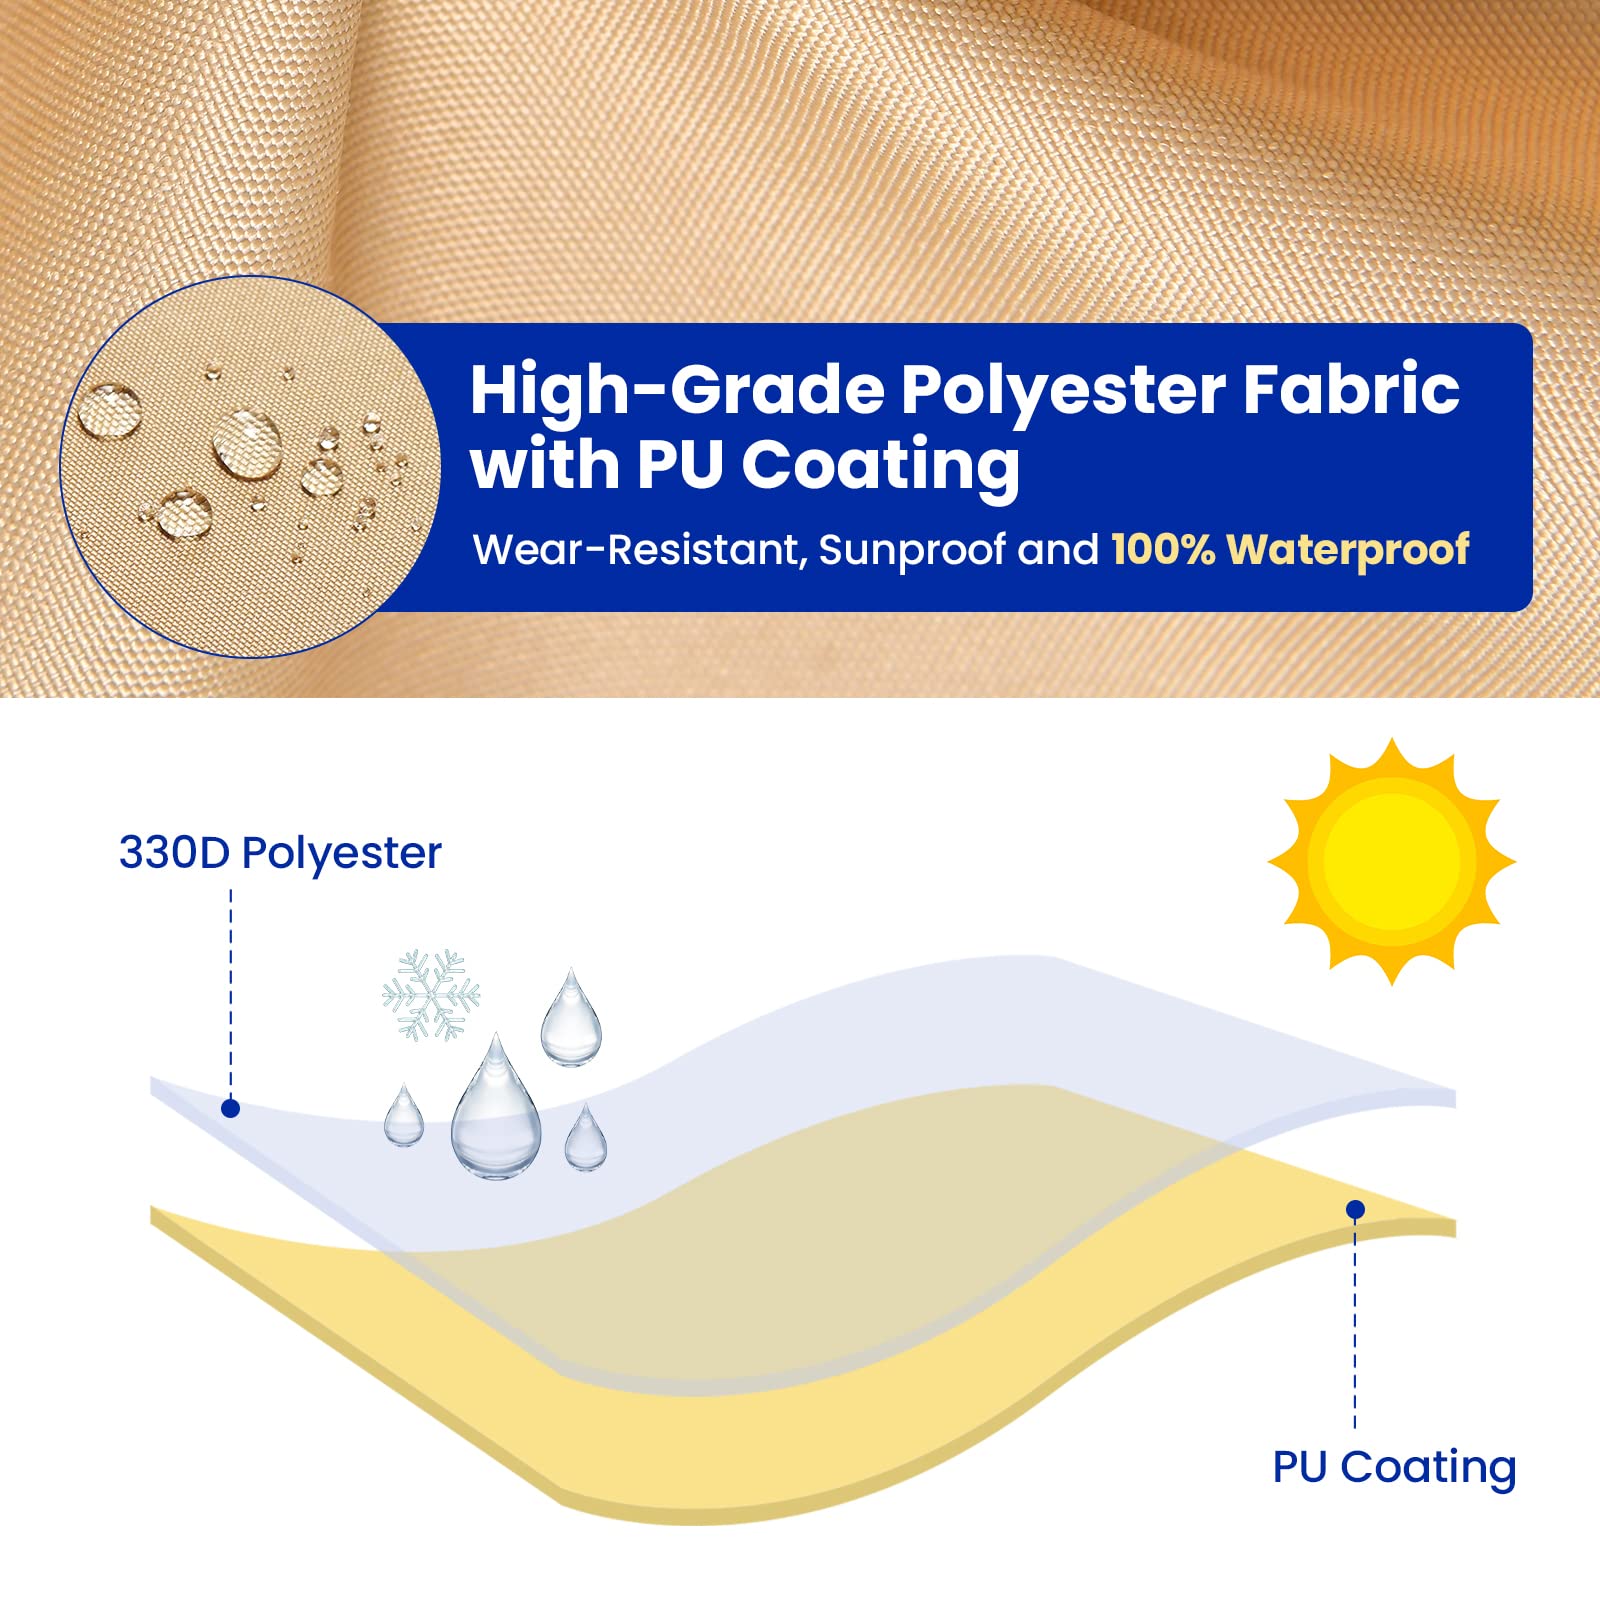 High-Grade Polyester Fabric
with PU Coating
Wear-Resistant, Sunproof and 100% Waterproof
330D Polyester
PU Coating